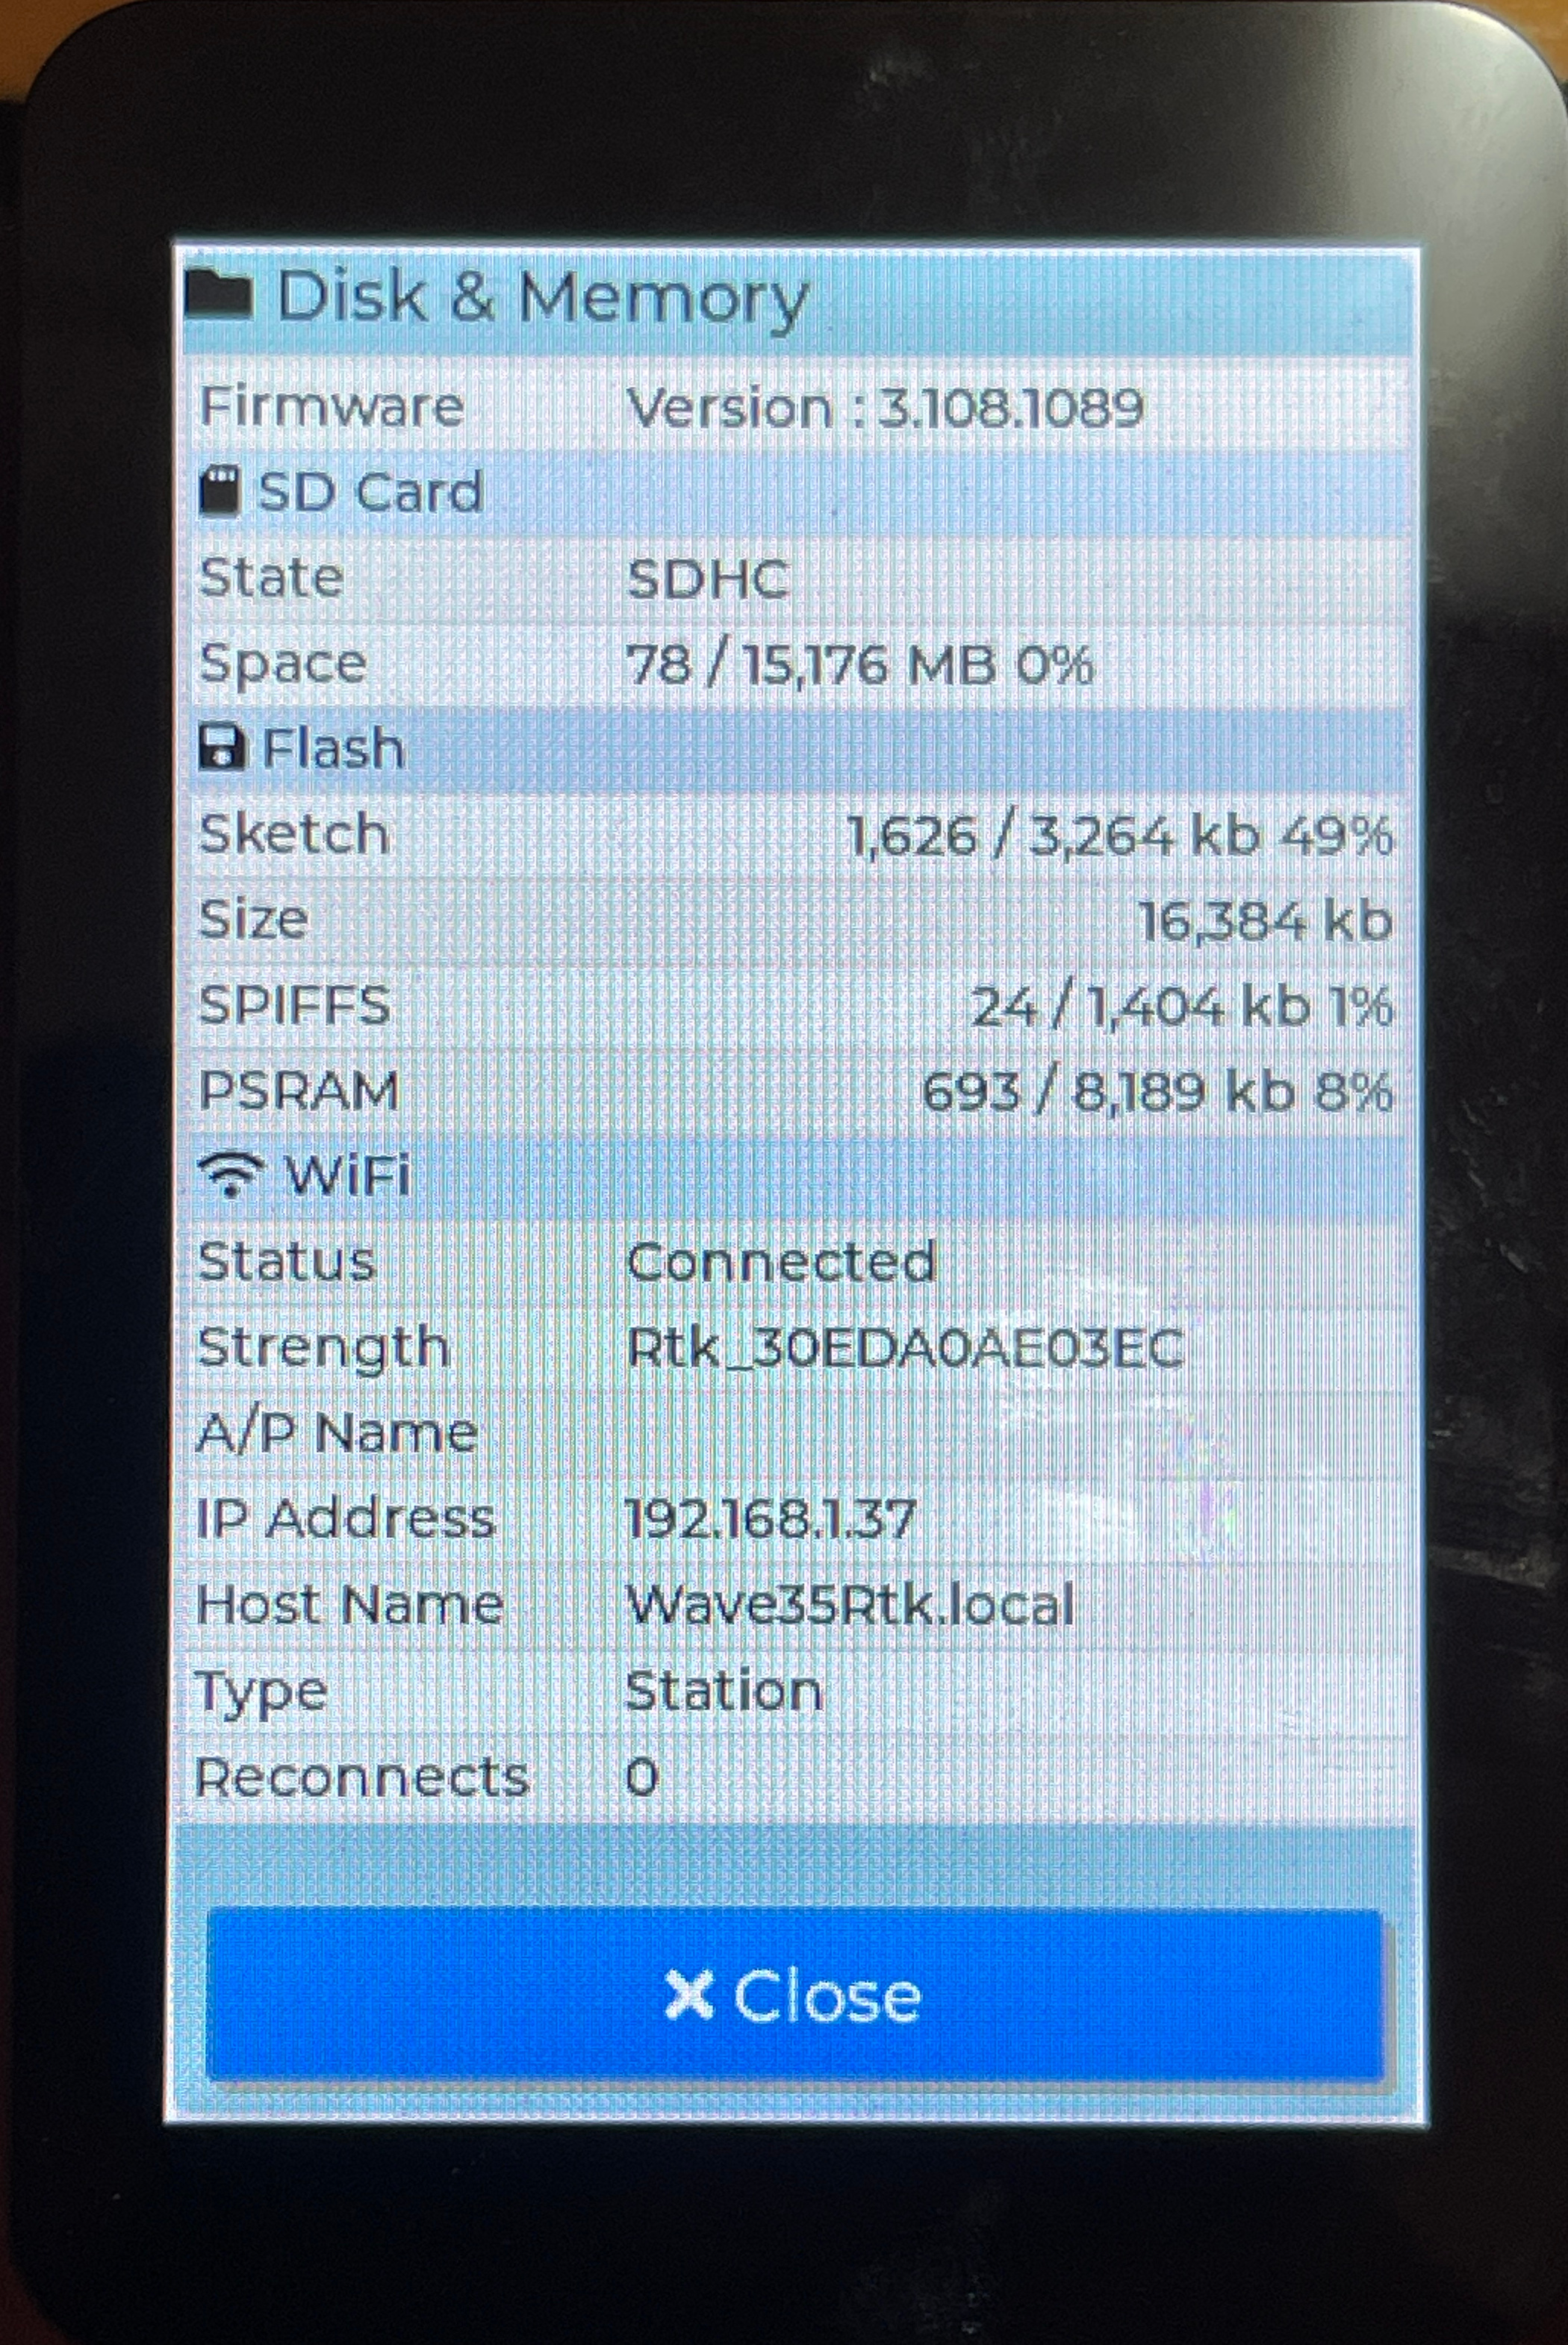 Disk & Memory
Firmware Version : 3.108.1089
SD Card
State SDHC
Space 78 / 15,176 MB 0%
Flash
Sketch 1,626 / 3,264 kb 49%
Size 16,384 kb
SPIFFS 24 / 1,404 kb 1%
PSRAM 693 / 8,189 kb 8%
WiFi
Status Connected
Strength Rtk_30EDA0AE03EC
A/P Name
IP Address 192.168.1.37
Host Name Wave35Rtk.local
Type Station
Reconnects 0
Close